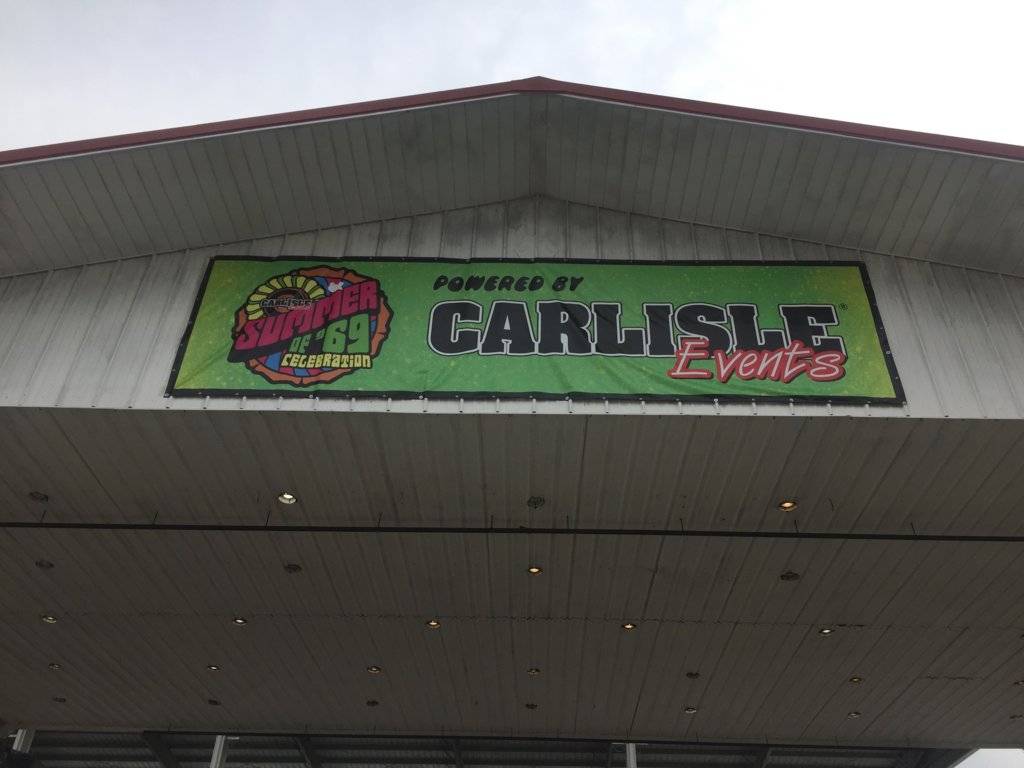 CARLISLE
SUMMER
OF '69
CELEBRATION
POWERED BY
CARLISLE®
Events